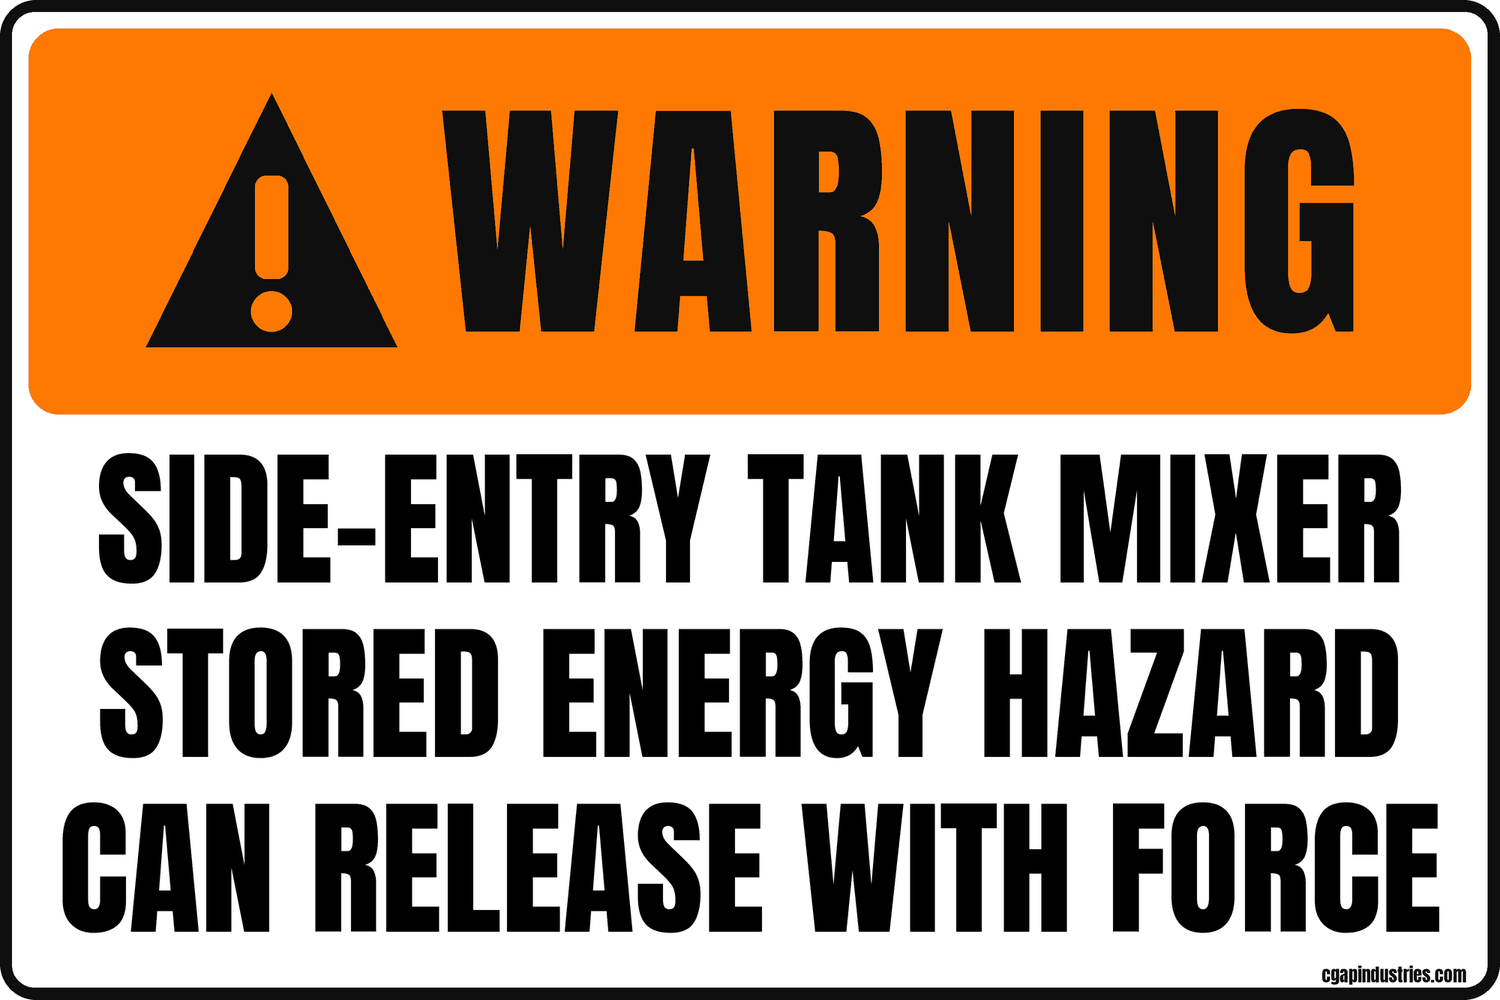 WARNING
SIDE-ENTRY TANK MIXER
STORED ENERGY HAZARD
CAN RELEASE WITH FORCE
cgapindustries.com